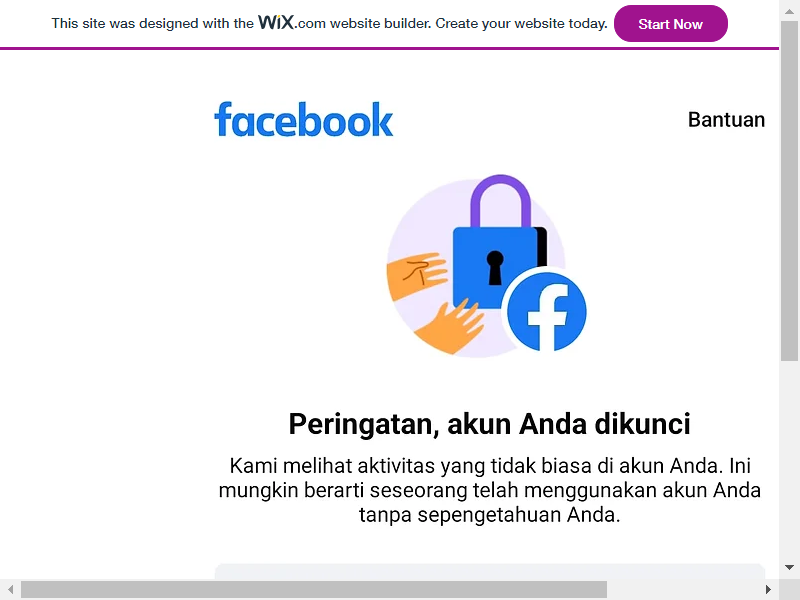 This site was designed with the WiX.com website builder. Create your website today. Start Now
facebook Bantuan
Peringatan, akun Anda dikunci
Kami melihat aktivitas yang tidak biasa di akun Anda. Ini
mungkin berarti seseorang telah menggunakan akun Anda
tanpa sepengetahuan Anda.